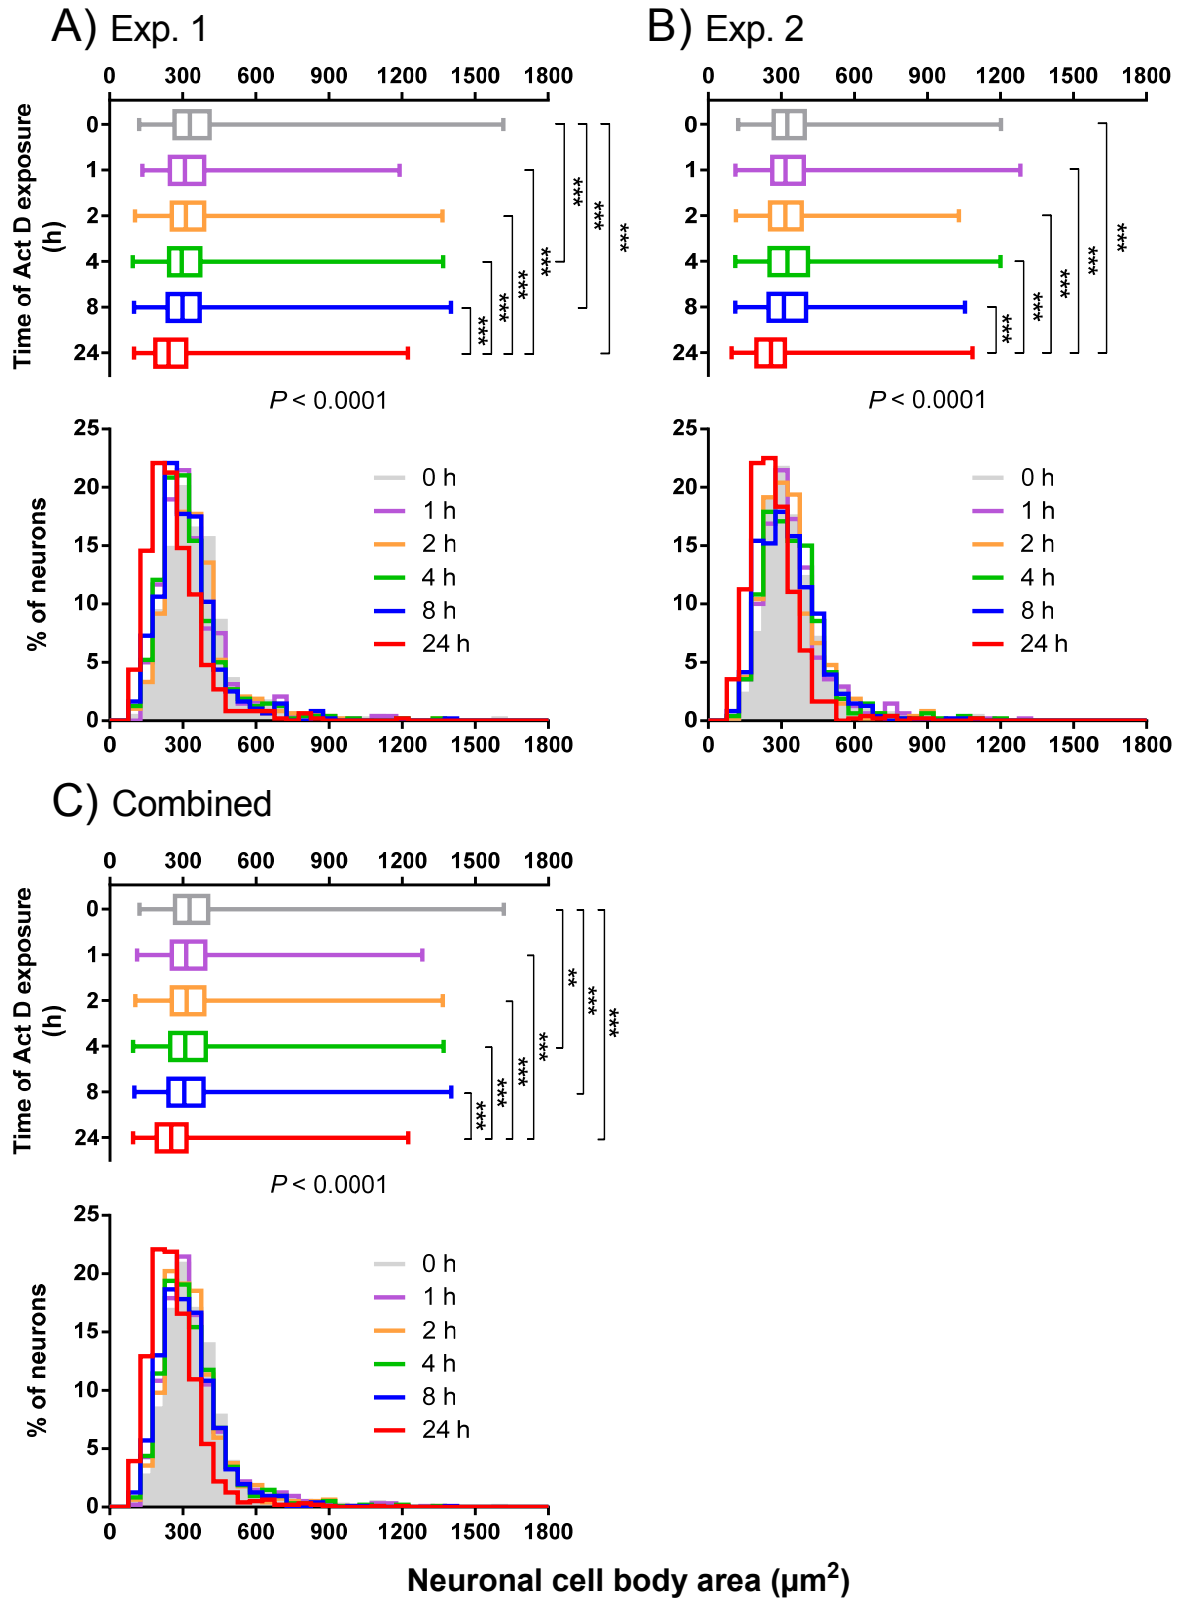 A) Exp. 1
0 300 600 900 1200 1500 1800
Time of Act D exposure
(h)
0
1
2
4
8
24
***
***
***
***
***
***
***
***
P < 0.0001
% of neurons
25
20
15
10
5
0
0 h
1 h
2 h
4 h
8 h
24 h
0 300 600 900 1200 1500 1800
B) Exp. 2
0 300 600 900 1200 1500 1800
0
1
2
4
8
24
***
***
***
***
***
P < 0.0001
25
20
15
10
5
0
0 h
1 h
2 h
4 h
8 h
24 h
0 300 600 900 1200 1500 1800
C) Combined
0 300 600 900 1200 1500 1800
Time of Act D exposure
(h)
0
1
2
4
8
24
***
***
***
***
**
***
***
P < 0.0001
% of neurons
25
20
15
10
5
0
0 h
1 h
2 h
4 h
8 h
24 h
0 300 600 900 1200 1500 1800
Neuronal cell body area (µm²)